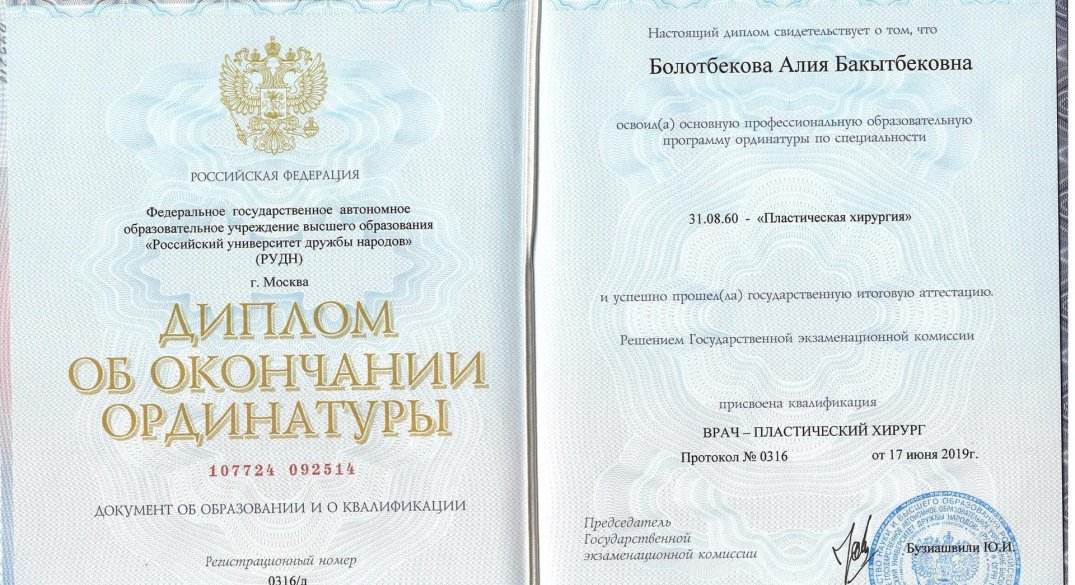 РОССИЙСКАЯ ФЕДЕРАЦИЯ
Федеральное государственное автономное
образовательное учреждение высшего образования
«Российский университет дружбы народов»
(РУДН)
г. Москва
ДИПЛОМ
ОБ ОКОНЧАНИИ
ОРДИНАТУРЫ
107724 092514
ДОКУМЕНТ ОБ ОБРАЗОВАНИИ И О КВАЛИФИКАЦИИ
Регистрационный номер
0316/д
Настоящий диплом свидетельствует о том, что
Болотбекова Алия Бакытбековна
освоил(а) основную профессиональную образовательную
программу ординатуры по специальности
31.08.60 - «Пластическая хирургия»
и успешно прошел(ла) государственную итоговую аттестацию.
Решением Государственной экзаменационной комиссии
присвоена квалификация
ВРАЧ – ПЛАСТИЧЕСКИЙ ХИРУРГ
Протокол № 0316 от 17 июня 2019г.
Председатель
Государственной
экзаменационной комиссии
Бузиашвили Ю.И.